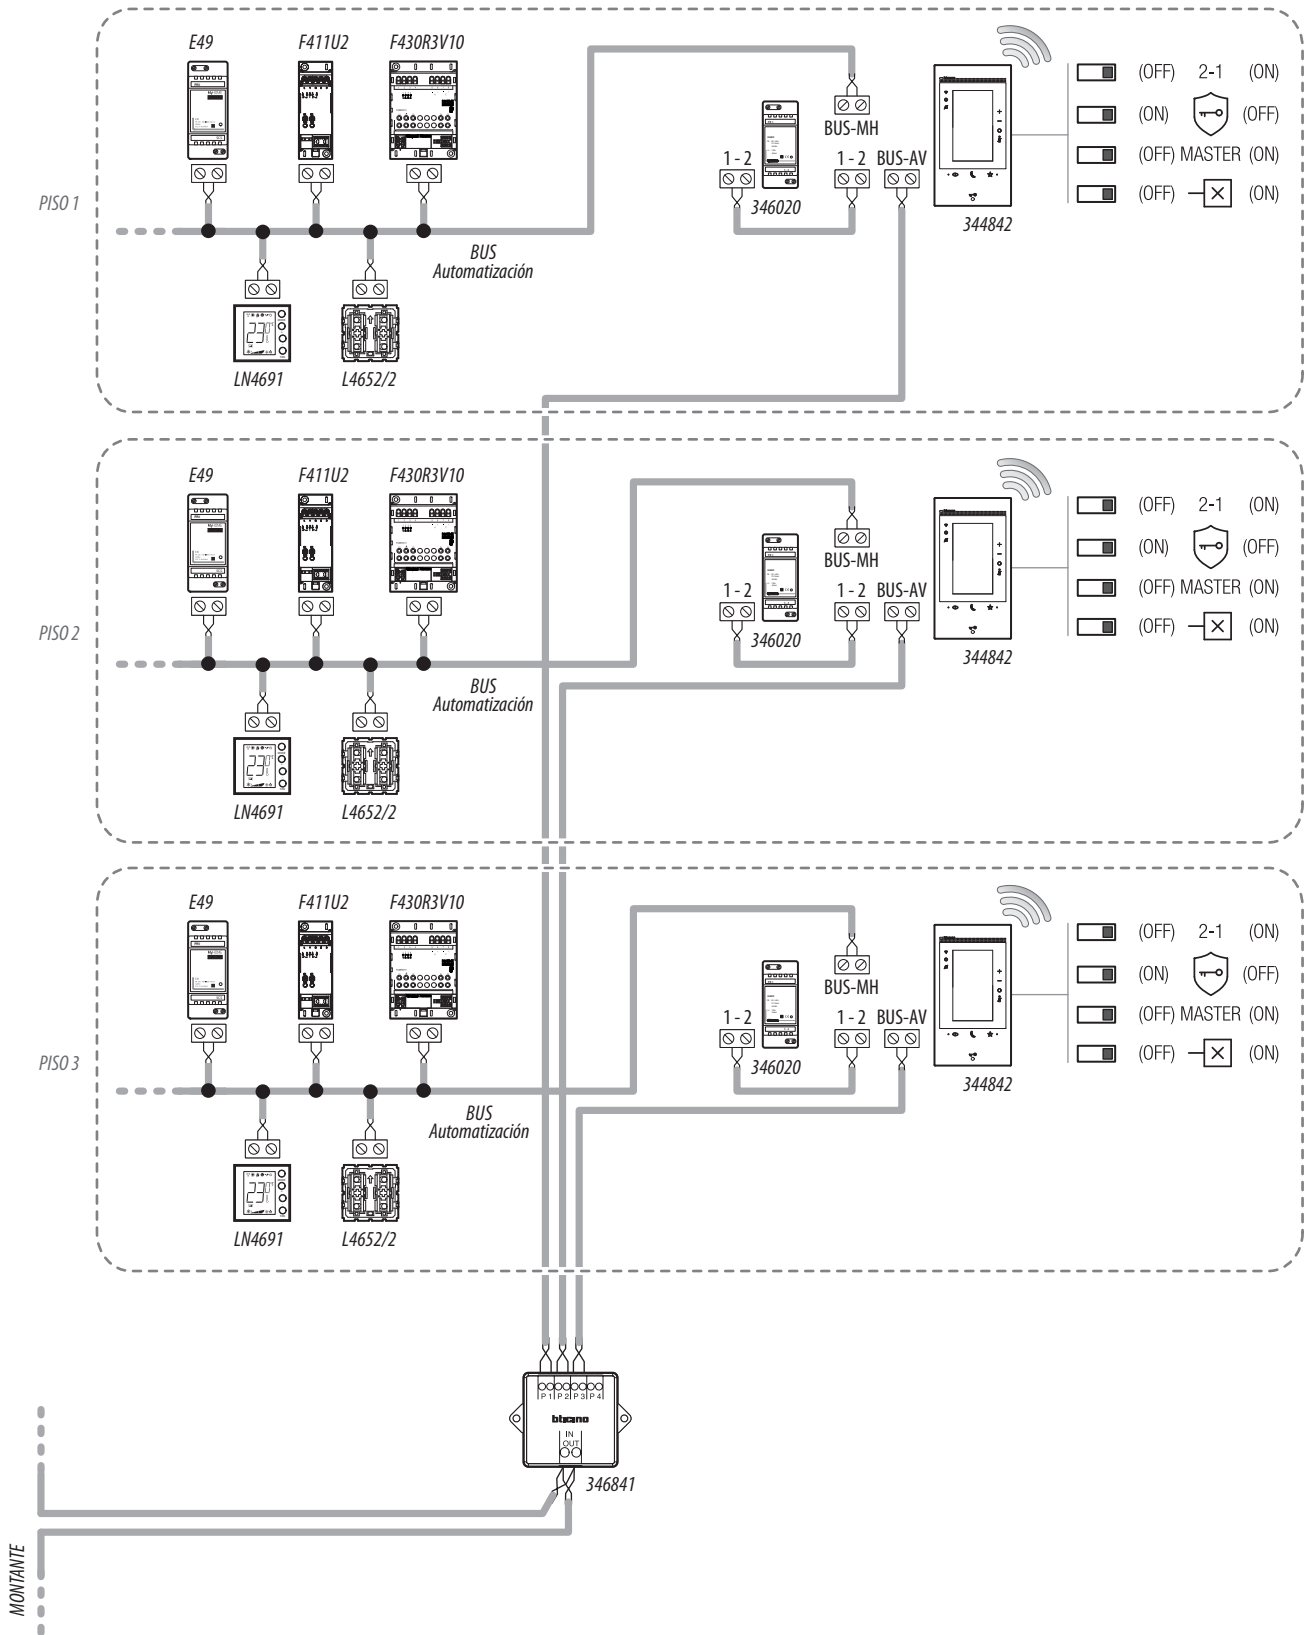 E49 F411U2 F430R3V10
(OFF) 2-1 (ON)
BUS-MH
(ON) (OFF)
1 - 2 1 - 2 BUS-AV
(OFF) MASTER (ON)
PISO 1
346020
344842
(OFF) (ON)
BUS
Automatización
LN4691 L4652/2
E49 F411U2 F430R3V10
(OFF) 2-1 (ON)
BUS-MH
(ON) (OFF)
1 - 2 1 - 2 BUS-AV
(OFF) MASTER (ON)
PISO 2
346020
344842
(OFF) (ON)
BUS
Automatización
LN4691 L4652/2
E49 F411U2 F430R3V10
(OFF) 2-1 (ON)
BUS-MH
(ON) (OFF)
1 - 2 1 - 2 BUS-AV
(OFF) MASTER (ON)
PISO 3
346020
344842
(OFF) (ON)
BUS
Automatización
LN4691 L4652/2
P1 P2 P3 P4
bticino
IN
OUT
346841
MONTANTE